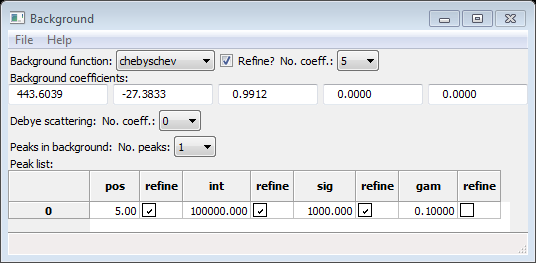 Background
File Help
Background function: chebyschev Refine? No. coeff.: 5
Background coefficients:
443.6039 -27.3833 0.9912 0.0000 0.0000
Debye scattering: No. coeff.: 0
Peaks in background: No. peaks: 1
Peak list:
pos refine int refine sig refine gam refine
0 5.00 100000.000 1000.000 0.10000